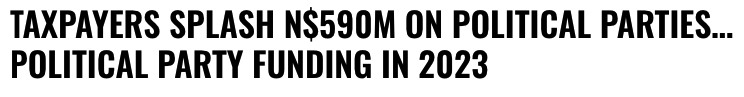 TAXPAYERS SPLASH N$590M ON POLITICAL PARTIES...
POLITICAL PARTY FUNDING IN 2023